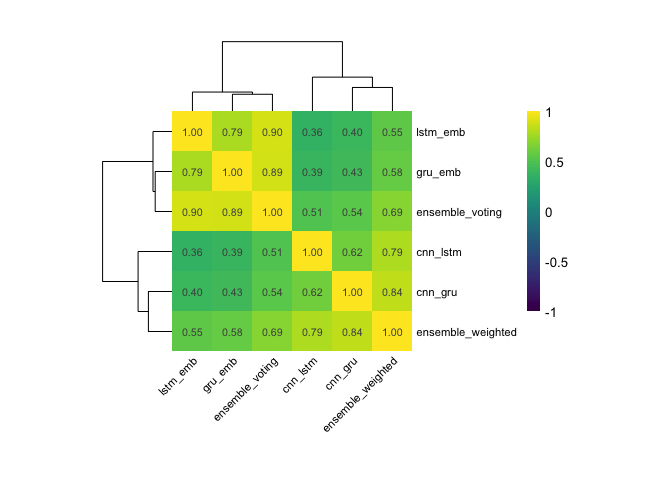 1.00 0.79 0.90 0.36 0.40 0.55 lstm_emb
0.79 1.00 0.89 0.39 0.43 0.58 gru_emb
0.90 0.89 1.00 0.51 0.54 0.69 ensemble_voting
0.36 0.39 0.51 1.00 0.62 0.79 cnn_lstm
0.40 0.43 0.54 0.62 1.00 0.84 cnn_gru
0.55 0.58 0.69 0.79 0.84 1.00 ensemble_weighted
lstm_emb
gru_emb
ensemble_voting
cnn_lstm
cnn_gru
ensemble_weighted
1
0.5
0
-0.5
-1